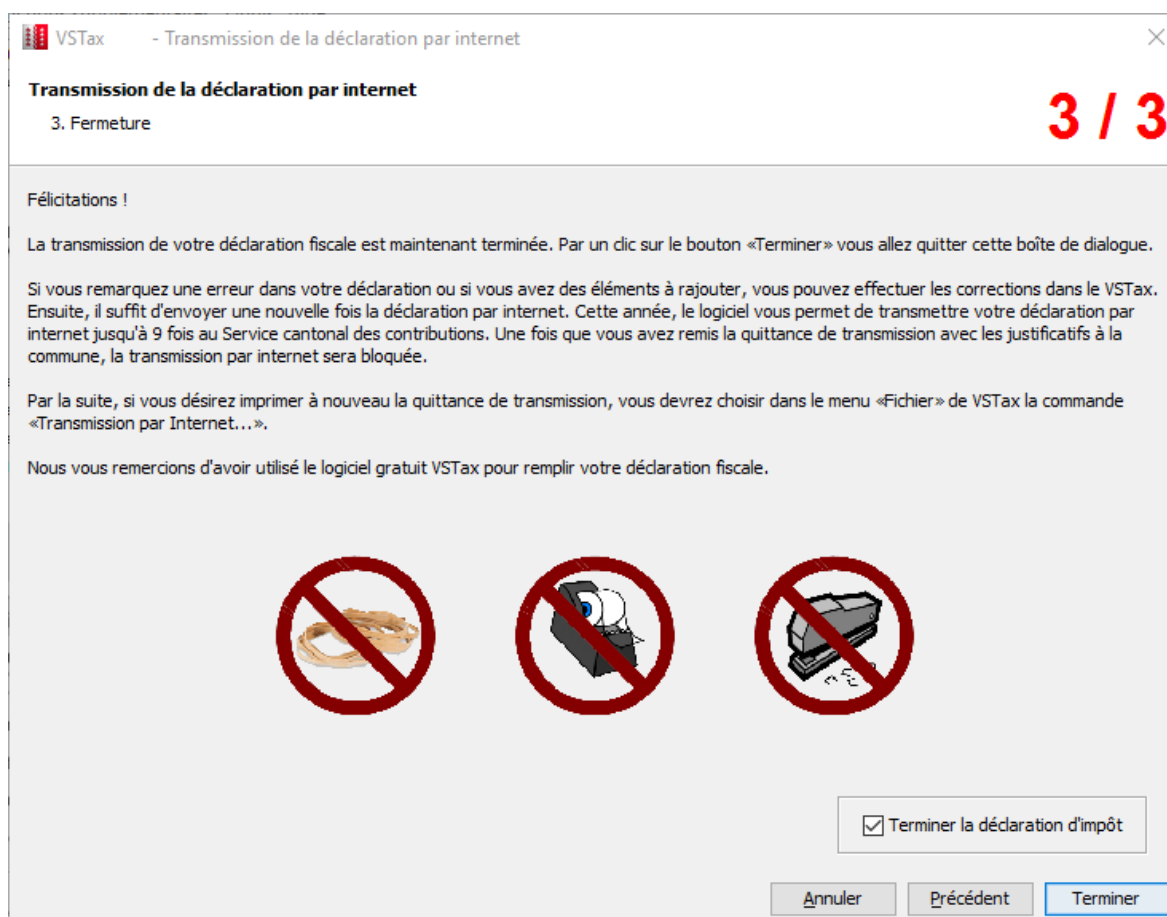 VSTax - Transmission de la déclaration par internet
Transmission de la déclaration par internet
3. Fermeture
3 / 3
Félicitations !
La transmission de votre déclaration fiscale est maintenant terminée. Par un clic sur le bouton «Terminer» vous allez quitter cette boîte de dialogue.
Si vous remarquez une erreur dans votre déclaration ou si vous avez des éléments à rajouter, vous pouvez effectuer les corrections dans le VSTax.
Ensuite, il suffit d'envoyer une nouvelle fois la déclaration par internet. Cette année, le logiciel vous permet de transmettre votre déclaration par
internet jusqu'à 9 fois au Service cantonal des contributions. Une fois que vous avez remis la quittance de transmission avec les justificatifs à la
commune, la transmission par internet sera bloquée.
Par la suite, si vous désirez imprimer à nouveau la quittance de transmission, vous devrez choisir dans le menu «Fichier» de VSTax la commande
«Transmission par Internet...».
Nous vous remercions d'avoir utilisé le logiciel gratuit VSTax pour remplir votre déclaration fiscale.
Terminer la déclaration d'impôt
Annuler Précédent Terminer